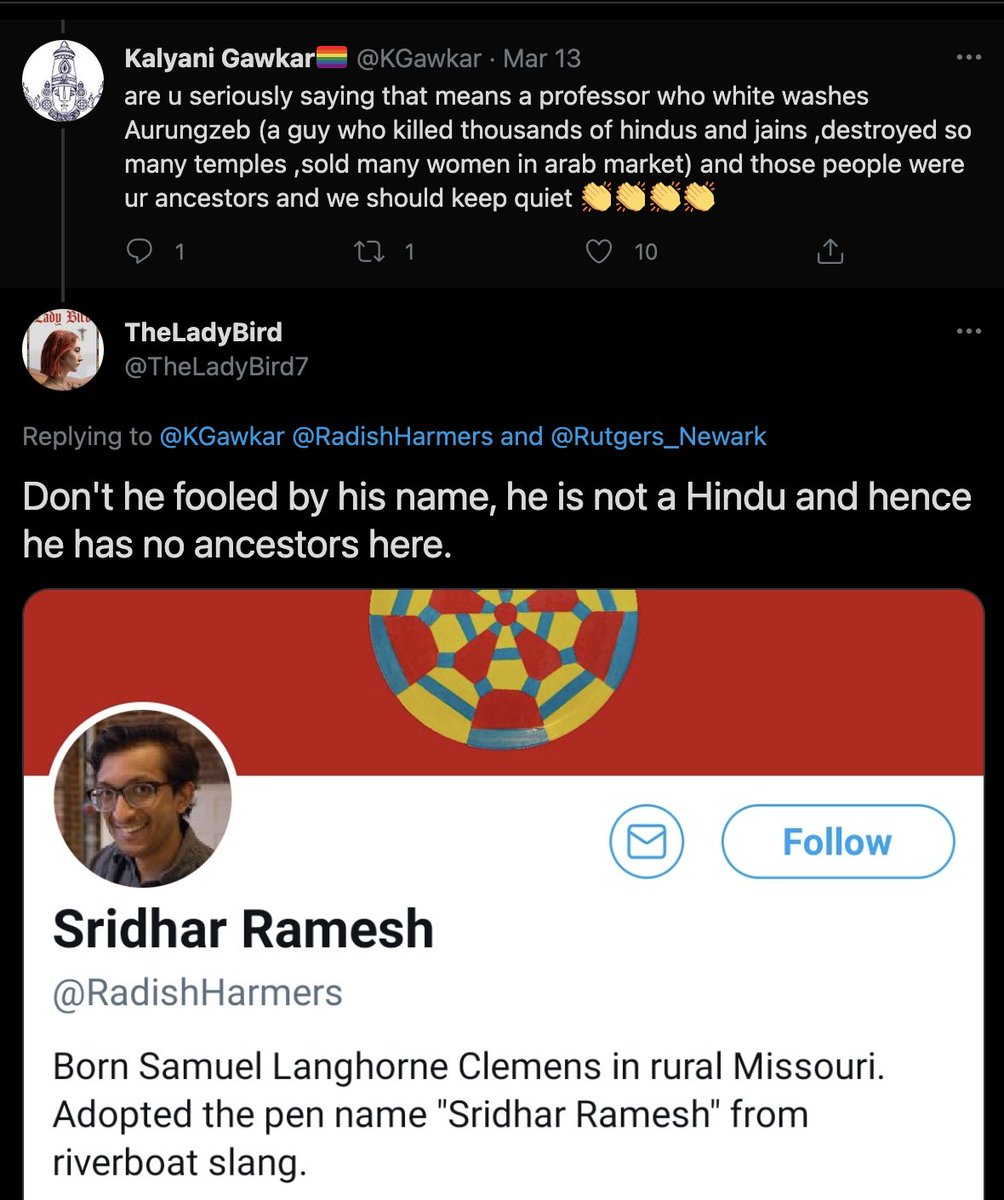 Kalyani Gawkar🏳️‍🌈 @KGawkar · Mar 13
are u seriously saying that means a professor who white washes
Aurungzeb (a guy who killed thousands of hindus and jains ,destroyed so
many temples ,sold many women in arab market) and those people were
ur ancestors and we should keep quiet 👏👏👏👏
1 1 10
Lady Bird
TheLadyBird
@TheLadyBird7
Replying to @KGawkar @RadishHarmers and @Rutgers_Newark
Don't he fooled by his name, he is not a Hindu and hence
he has no ancestors here.
Follow
Sridhar Ramesh
@RadishHarmers
Born Samuel Langhorne Clemens in rural Missouri.
Adopted the pen name "Sridhar Ramesh" from
riverboat slang.